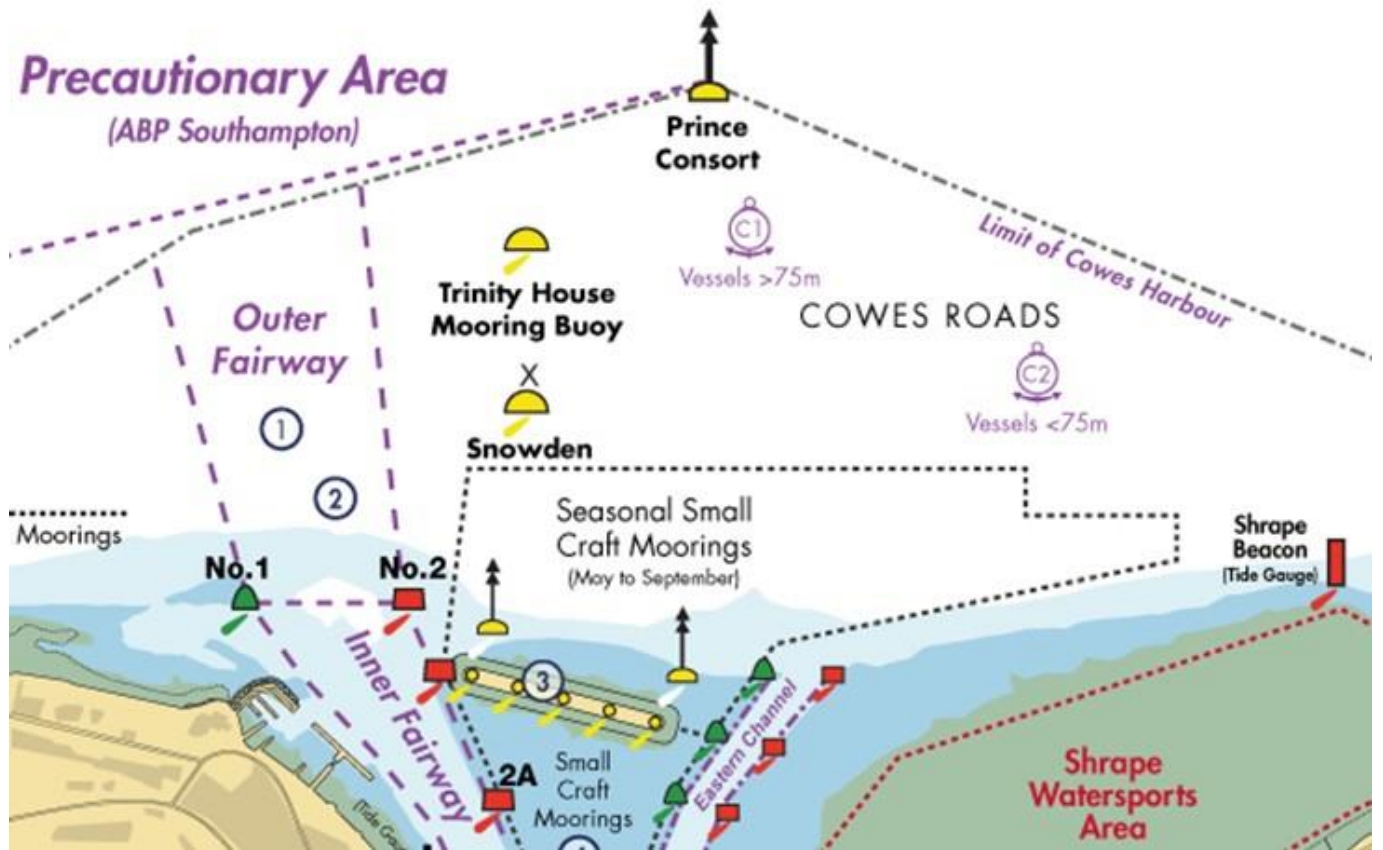 Precautionary Area
(ABP Southampton)
Prince
Consort
C1
Vessels >75m
Limit of Cowes Harbour
Trinity House
Mooring Buoy
COWES ROADS
Outer
Fairway
C2
Vessels <75m
X
Snowden
1
2
Moorings
Seasonal Small
Craft Moorings
(May to September)
Shrape
Beacon
(Tide Gauge)
No.1
No.2
Inner Fairway
3
Eastern Channel
2A
Small
Craft
Moorings
Shrape
Watersports
Area
(Tide Gau